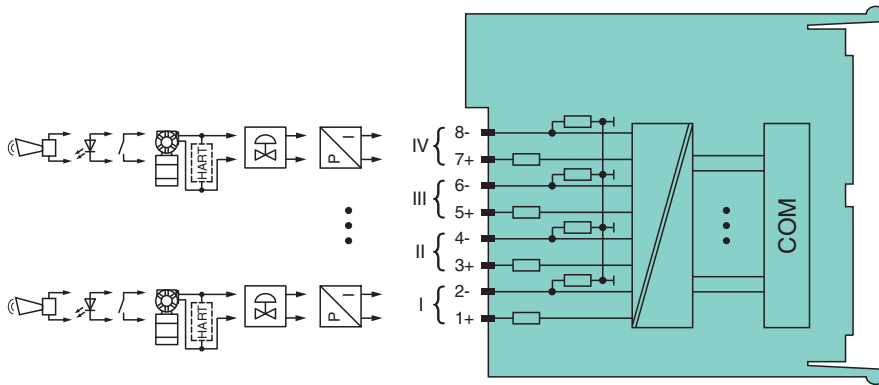 IV
8-
7+
HART
P
I
III
6-
5+
II
4-
3+
COM
I
2-
1+
HART
P
I